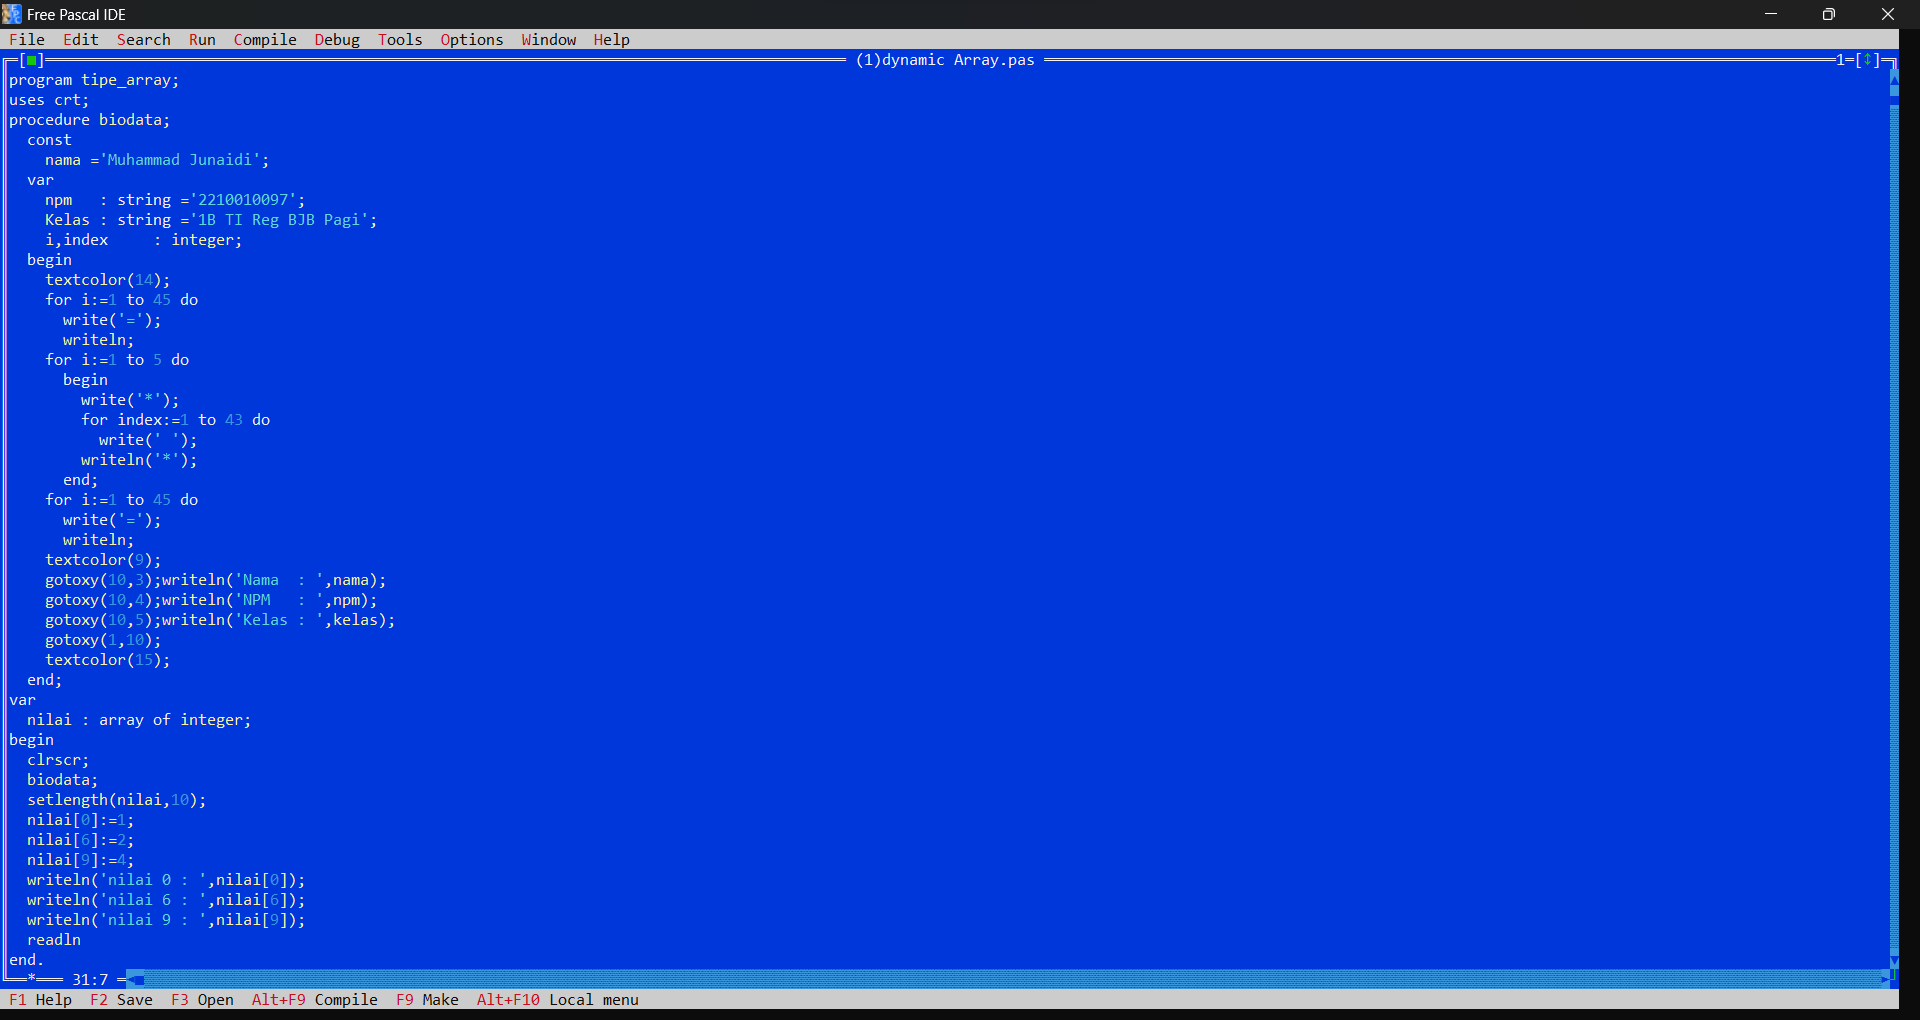 Free Pascal IDE
File Edit Search Run Compile Debug Tools Options Window Help
(1)dynamic Array.pas 1
program tipe_array;
uses crt;
procedure biodata;
  const
    nama ='Muhammad Junaidi';
  var
    npm   : string ='2210010097';
    Kelas : string ='1B TI Reg BJB Pagi';
    i,index     : integer;
  begin
    textcolor(14);
    for i:=1 to 45 do
      write('=');
      writeln;
    for i:=1 to 5 do
      begin
        write('*');
        for index:=1 to 43 do
          write(' ');
        writeln('*');
      end;
    for i:=1 to 45 do
      write('=');
      writeln;
    textcolor(9);
    gotoxy(10,3);writeln('Nama  : ',nama);
    gotoxy(10,4);writeln('NPM   : ',npm);
    gotoxy(10,5);writeln('Kelas : ',kelas);
    gotoxy(1,10);
    textcolor(15);
  end;
var
  nilai : array of integer;
begin
  clrscr;
  biodata;
  setlength(nilai,10);
  nilai[0]:=1;
  nilai[6]:=2;
  nilai[9]:=4;
  writeln('nilai 0 : ',nilai[0]);
  writeln('nilai 6 : ',nilai[6]);
  writeln('nilai 9 : ',nilai[9]);
  readln
end.
* 31:7
F1 Help F2 Save F3 Open Alt+F9 Compile F9 Make Alt+F10 Local menu